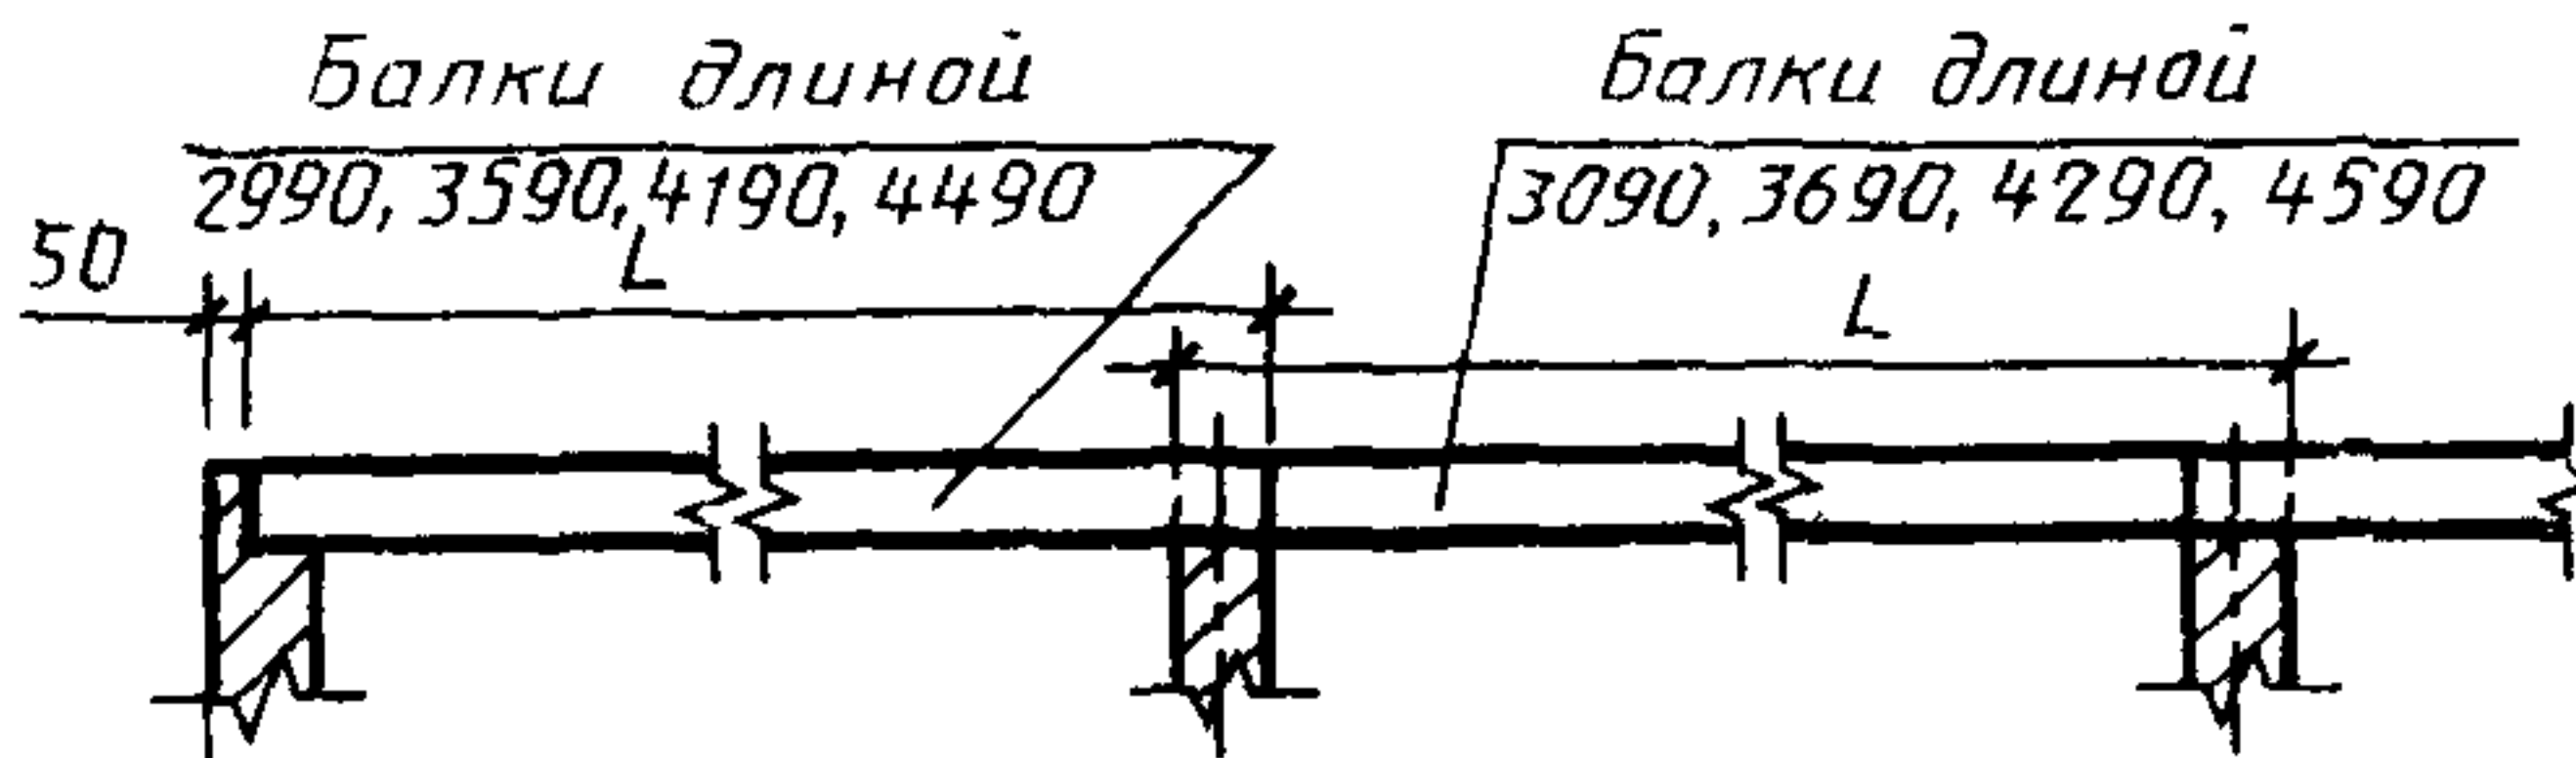 Балки длиной
2990, 3590, 4190, 4490
Балки длиной
3090, 3690, 4290, 4590
50
L
L